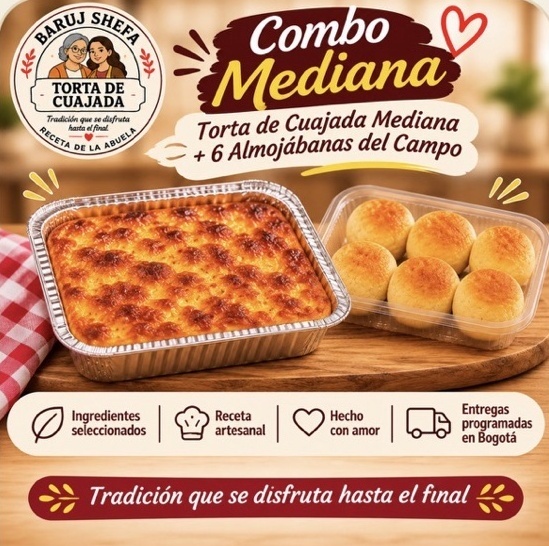 BARUJ SHEFA
TORTA DE
CUAJADA
Tradición que se disfruta
hasta el final
RECETA DE LA ABUELA
Combo
Mediana
Torta de Cuajada Mediana
+ 6 Almojábanas del Campo
Ingredientes
seleccionados
Receta
artesanal
Hecho
con amor
Entregas
programadas
en Bogotá
Tradición que se disfruta hasta el final